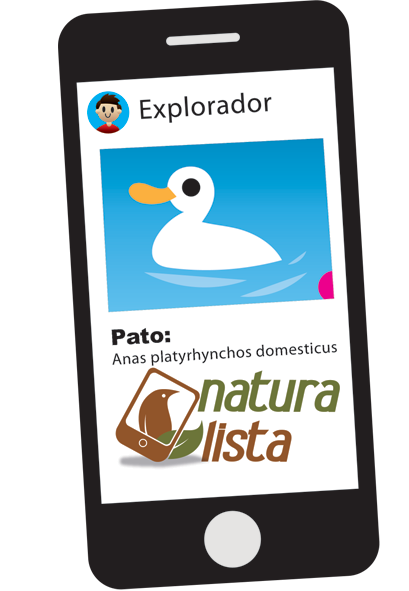 Explorador
Pato:
Anas platyrhynchos domesticus
natura
lista